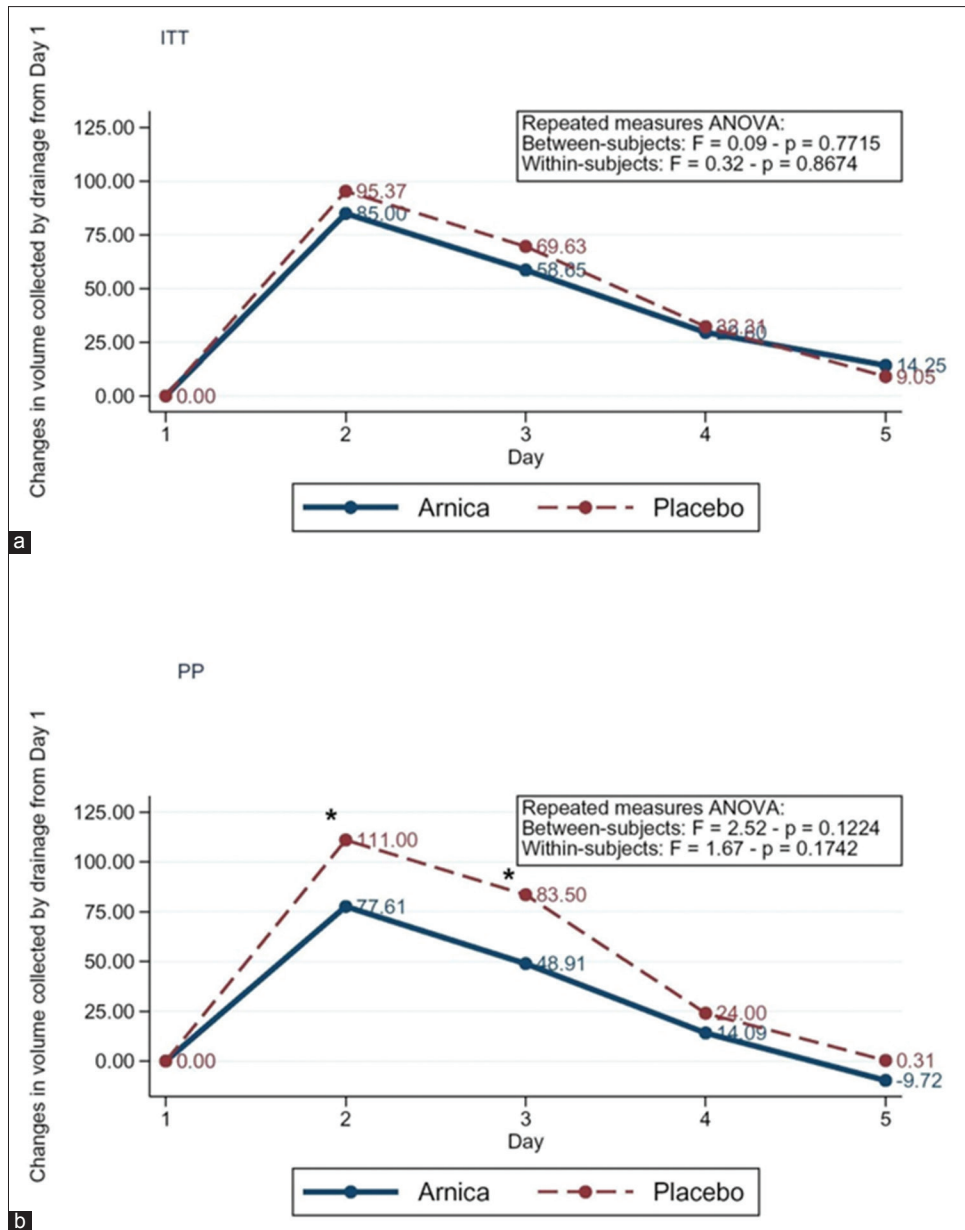 ITT
Changes in volume collected by drainage from Day 1
125.00
100.00
75.00
50.00
25.00
0.00
Repeated measures ANOVA:
Between-subjects: F = 0.09 - p = 0.7715
Within-subjects: F = 0.32 - p = 0.8674
95.37
85.00
69.63
58.65
14.25
9.05
0.00
1 2 3 4 5
Day
Arnica Placebo
a
PP
Changes in volume collected by drainage from Day 1
125.00
100.00
75.00
50.00
25.00
0.00
Repeated measures ANOVA:
Between-subjects: F = 2.52 - p = 0.1224
Within-subjects: F = 1.67 - p = 0.1742
*
111.00
*
83.50
77.61
48.91
24.00
14.09
0.31
-9.72
0.00
1 2 3 4 5
Day
Arnica Placebo
b